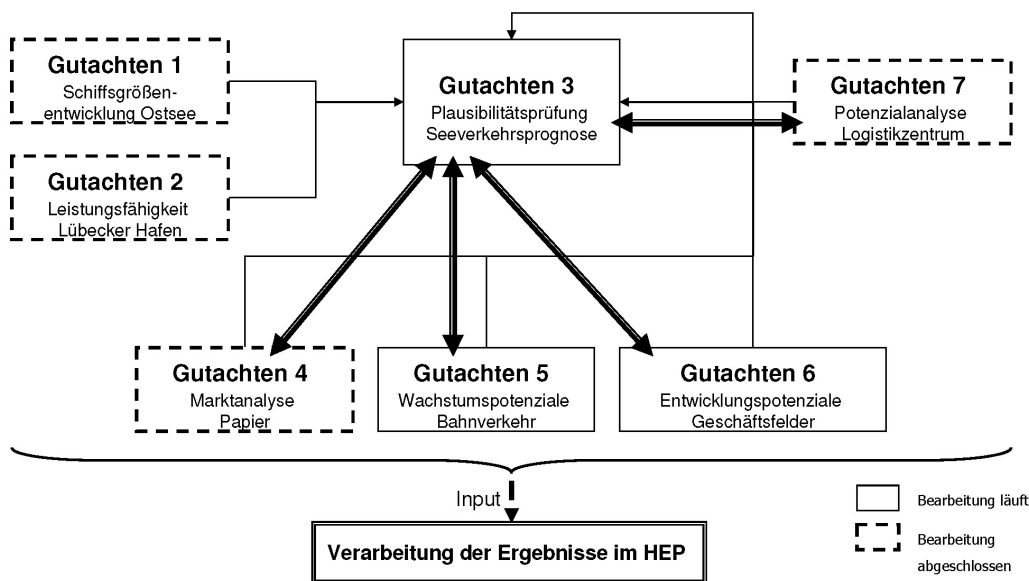 Gutachten 1
Schiffsgrößen-
entwicklung Ostsee
Gutachten 2
Leistungsfähigkeit
Lübecker Hafen
Gutachten 3
Plausibilitätsprüfung
Seeverkehrsprognose
Gutachten 7
Potenzialanalyse
Logistikzentrum
Gutachten 4
Marktanalyse
Papier
Gutachten 5
Wachstumspotenziale
Bahnverkehr
Gutachten 6
Entwicklungspotenziale
Geschäftsfelder
Input
Verarbeitung der Ergebnisse im HEP
Bearbeitung läuft
Bearbeitung
abgeschlossen